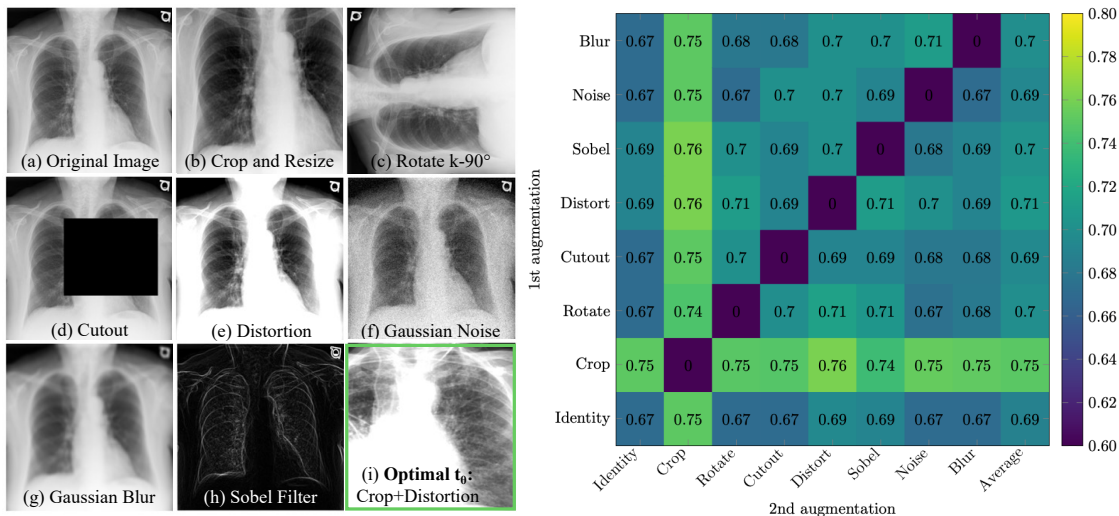 (a) Original Image
(b) Crop and Resize
(c) Rotate k-90°
(d) Cutout
(e) Distortion
(f) Gaussian Noise
(g) Gaussian Blur
(h) Sobel Filter
(i) Optimal t₀:
Crop+Distortion
1st augmentation
Blur 0.67 0.75 0.68 0.68 0.7 0.7 0.71 0 0.7
Noise 0.67 0.75 0.67 0.7 0.7 0.69 0 0.67 0.69
Sobel 0.69 0.76 0.7 0.69 0.7 0 0.68 0.69 0.7
Distort 0.69 0.76 0.71 0.69 0 0.71 0.7 0.69 0.71
Cutout 0.67 0.75 0.7 0 0.69 0.69 0.68 0.68 0.69
Rotate 0.67 0.74 0 0.7 0.71 0.71 0.67 0.68 0.7
Crop 0.75 0 0.75 0.75 0.76 0.74 0.75 0.75 0.75
Identity 0.67 0.75 0.67 0.67 0.69 0.69 0.67 0.67 0.69
Identity Crop Rotate Cutout Distort Sobel Noise Blur Average
2nd augmentation
0.80
0.78
0.76
0.74
0.72
0.70
0.68
0.66
0.64
0.62
0.60